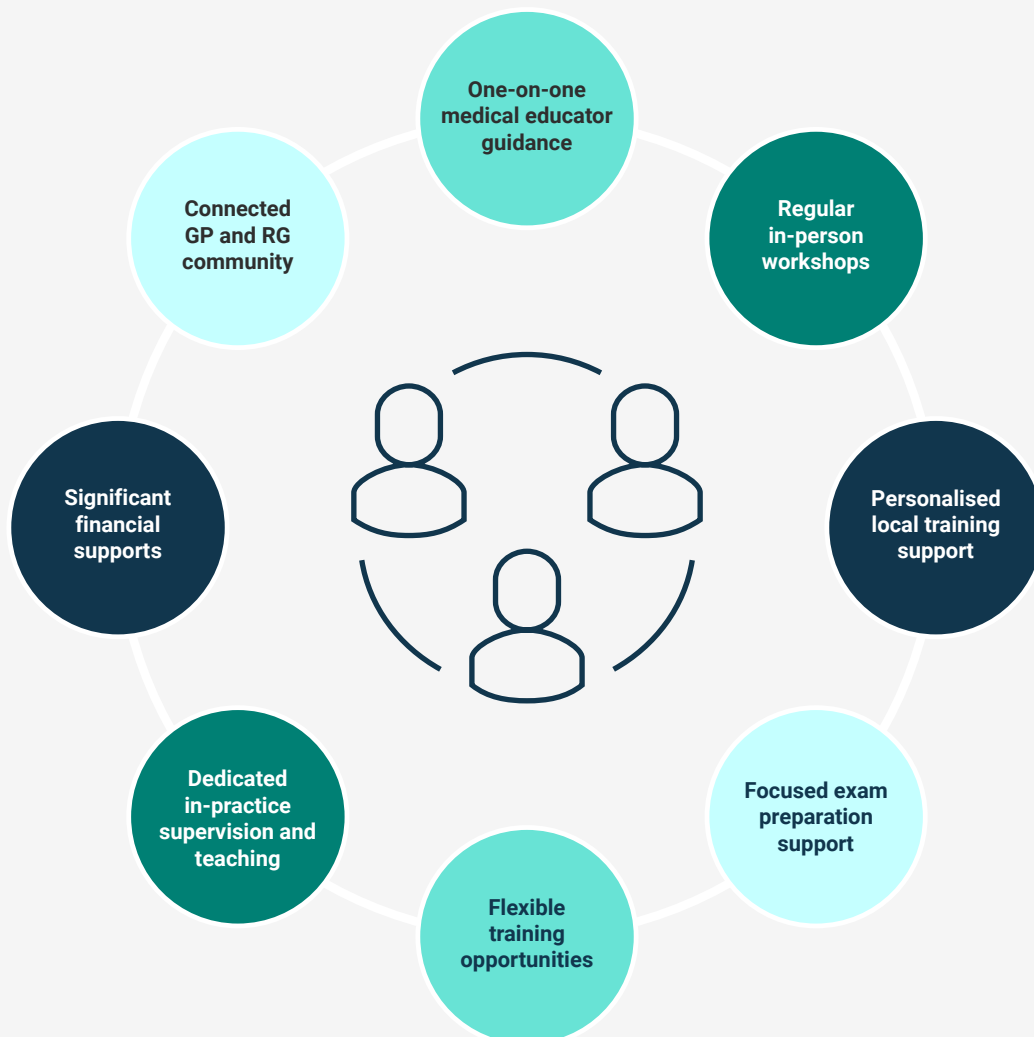 One-on-one
medical educator
guidance
Regular
in-person
workshops
Personalised
local training
support
Focused exam
preparation
support
Flexible
training
opportunities
Dedicated
in-practice
supervision and
teaching
Significant
financial
supports
Connected
GP and RG
community